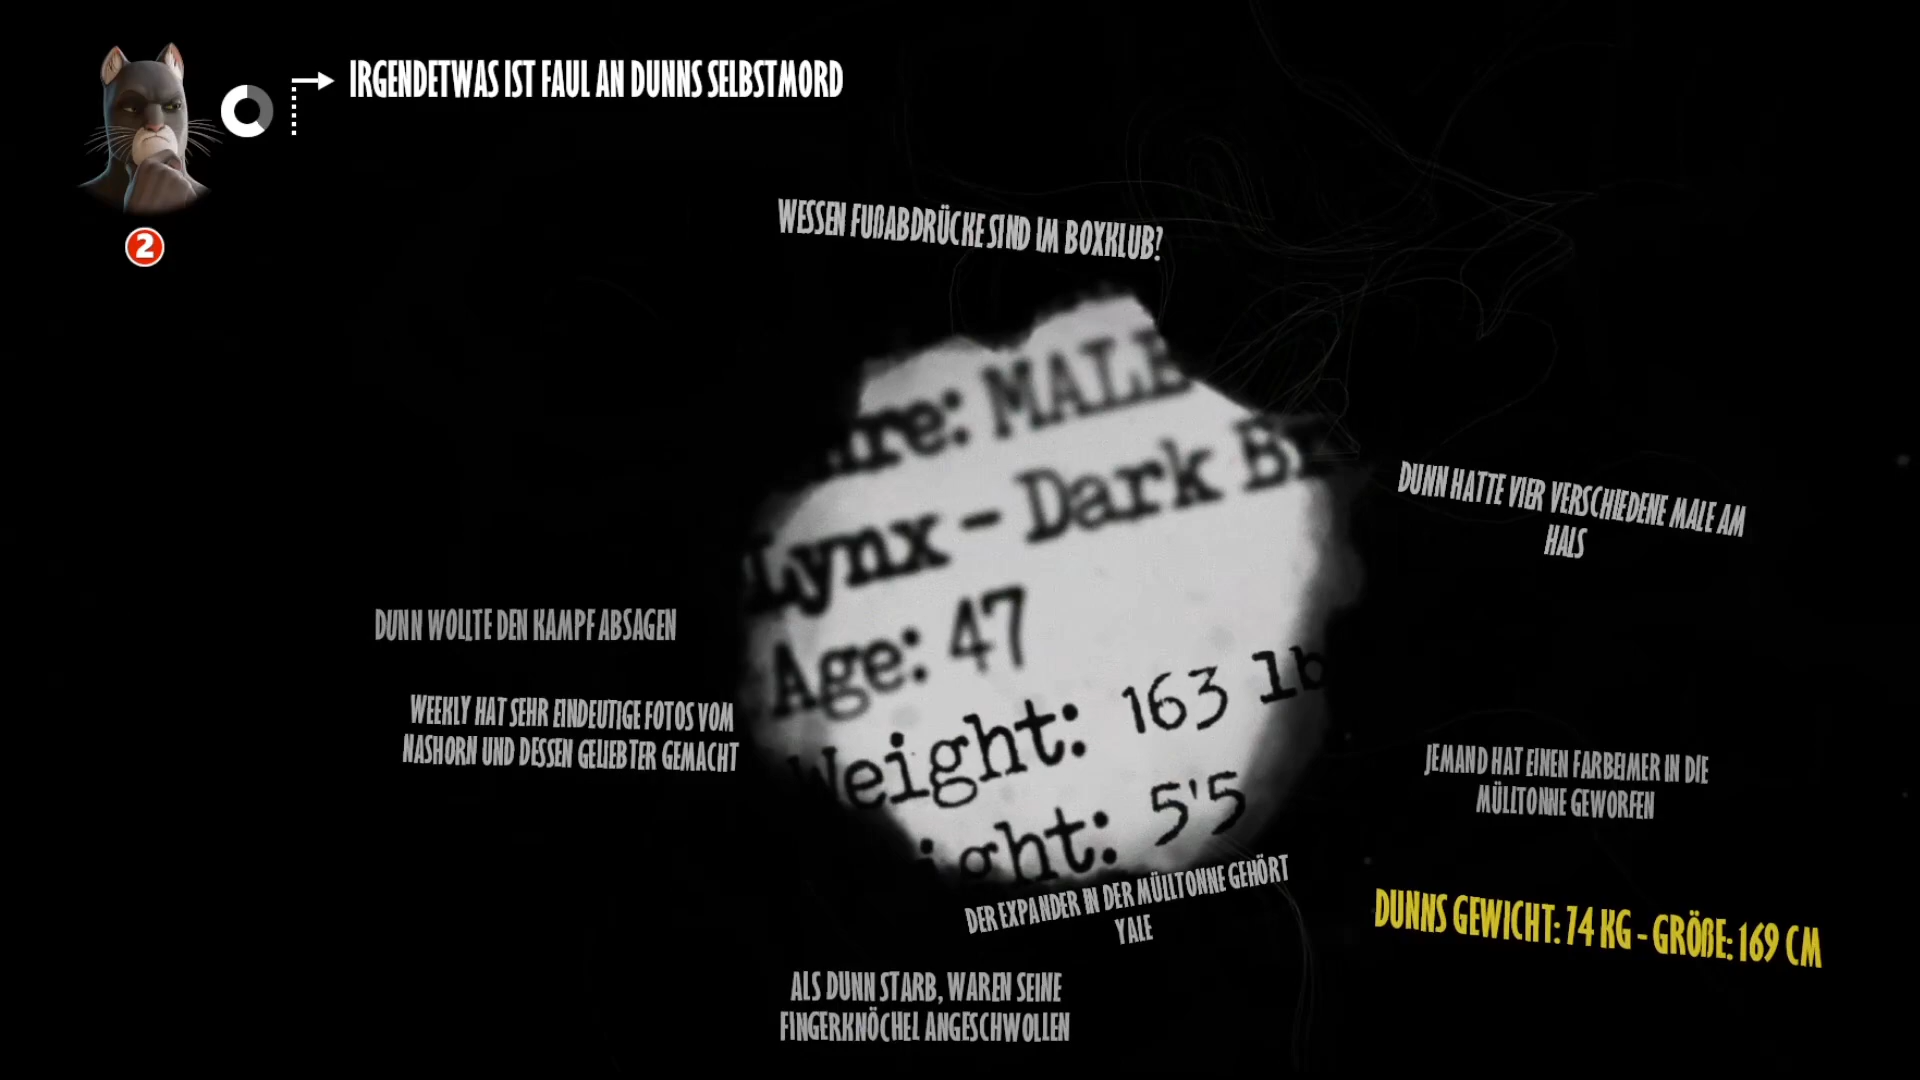 IRGENDETWAS IST FAUL AN DUNNS SELBSTMORD
2
WESSEN FUßABDRÜCKE SIND IM BOXKLUB?
MALE
Lynx - Dark
Age: 47
Weight: 163 lb
5'5
DUNN HATTE VIER VERSCHIEDENE MALE AM
HALS
DUNN WOLLTE DEN KAMPF ABSAGEN
WEEKLY HAT SEHR EINDEUTIGE FOTOS VOM
NASHORN UND DESSEN GELIEBTER GEMACHT
JEMAND HAT EINEN FARBEIMER IN DIE
MÜLLTONNE GEWORFEN
DER EXPANDER IN DER MÜLLTONNE GEHÖRT
YALE
DUNNS GEWICHT: 74 KG - GRÖßE: 169 CM
ALS DUNN STARB, WAREN SEINE
FINGERKNÖCHEL ANGESCHWOLLEN